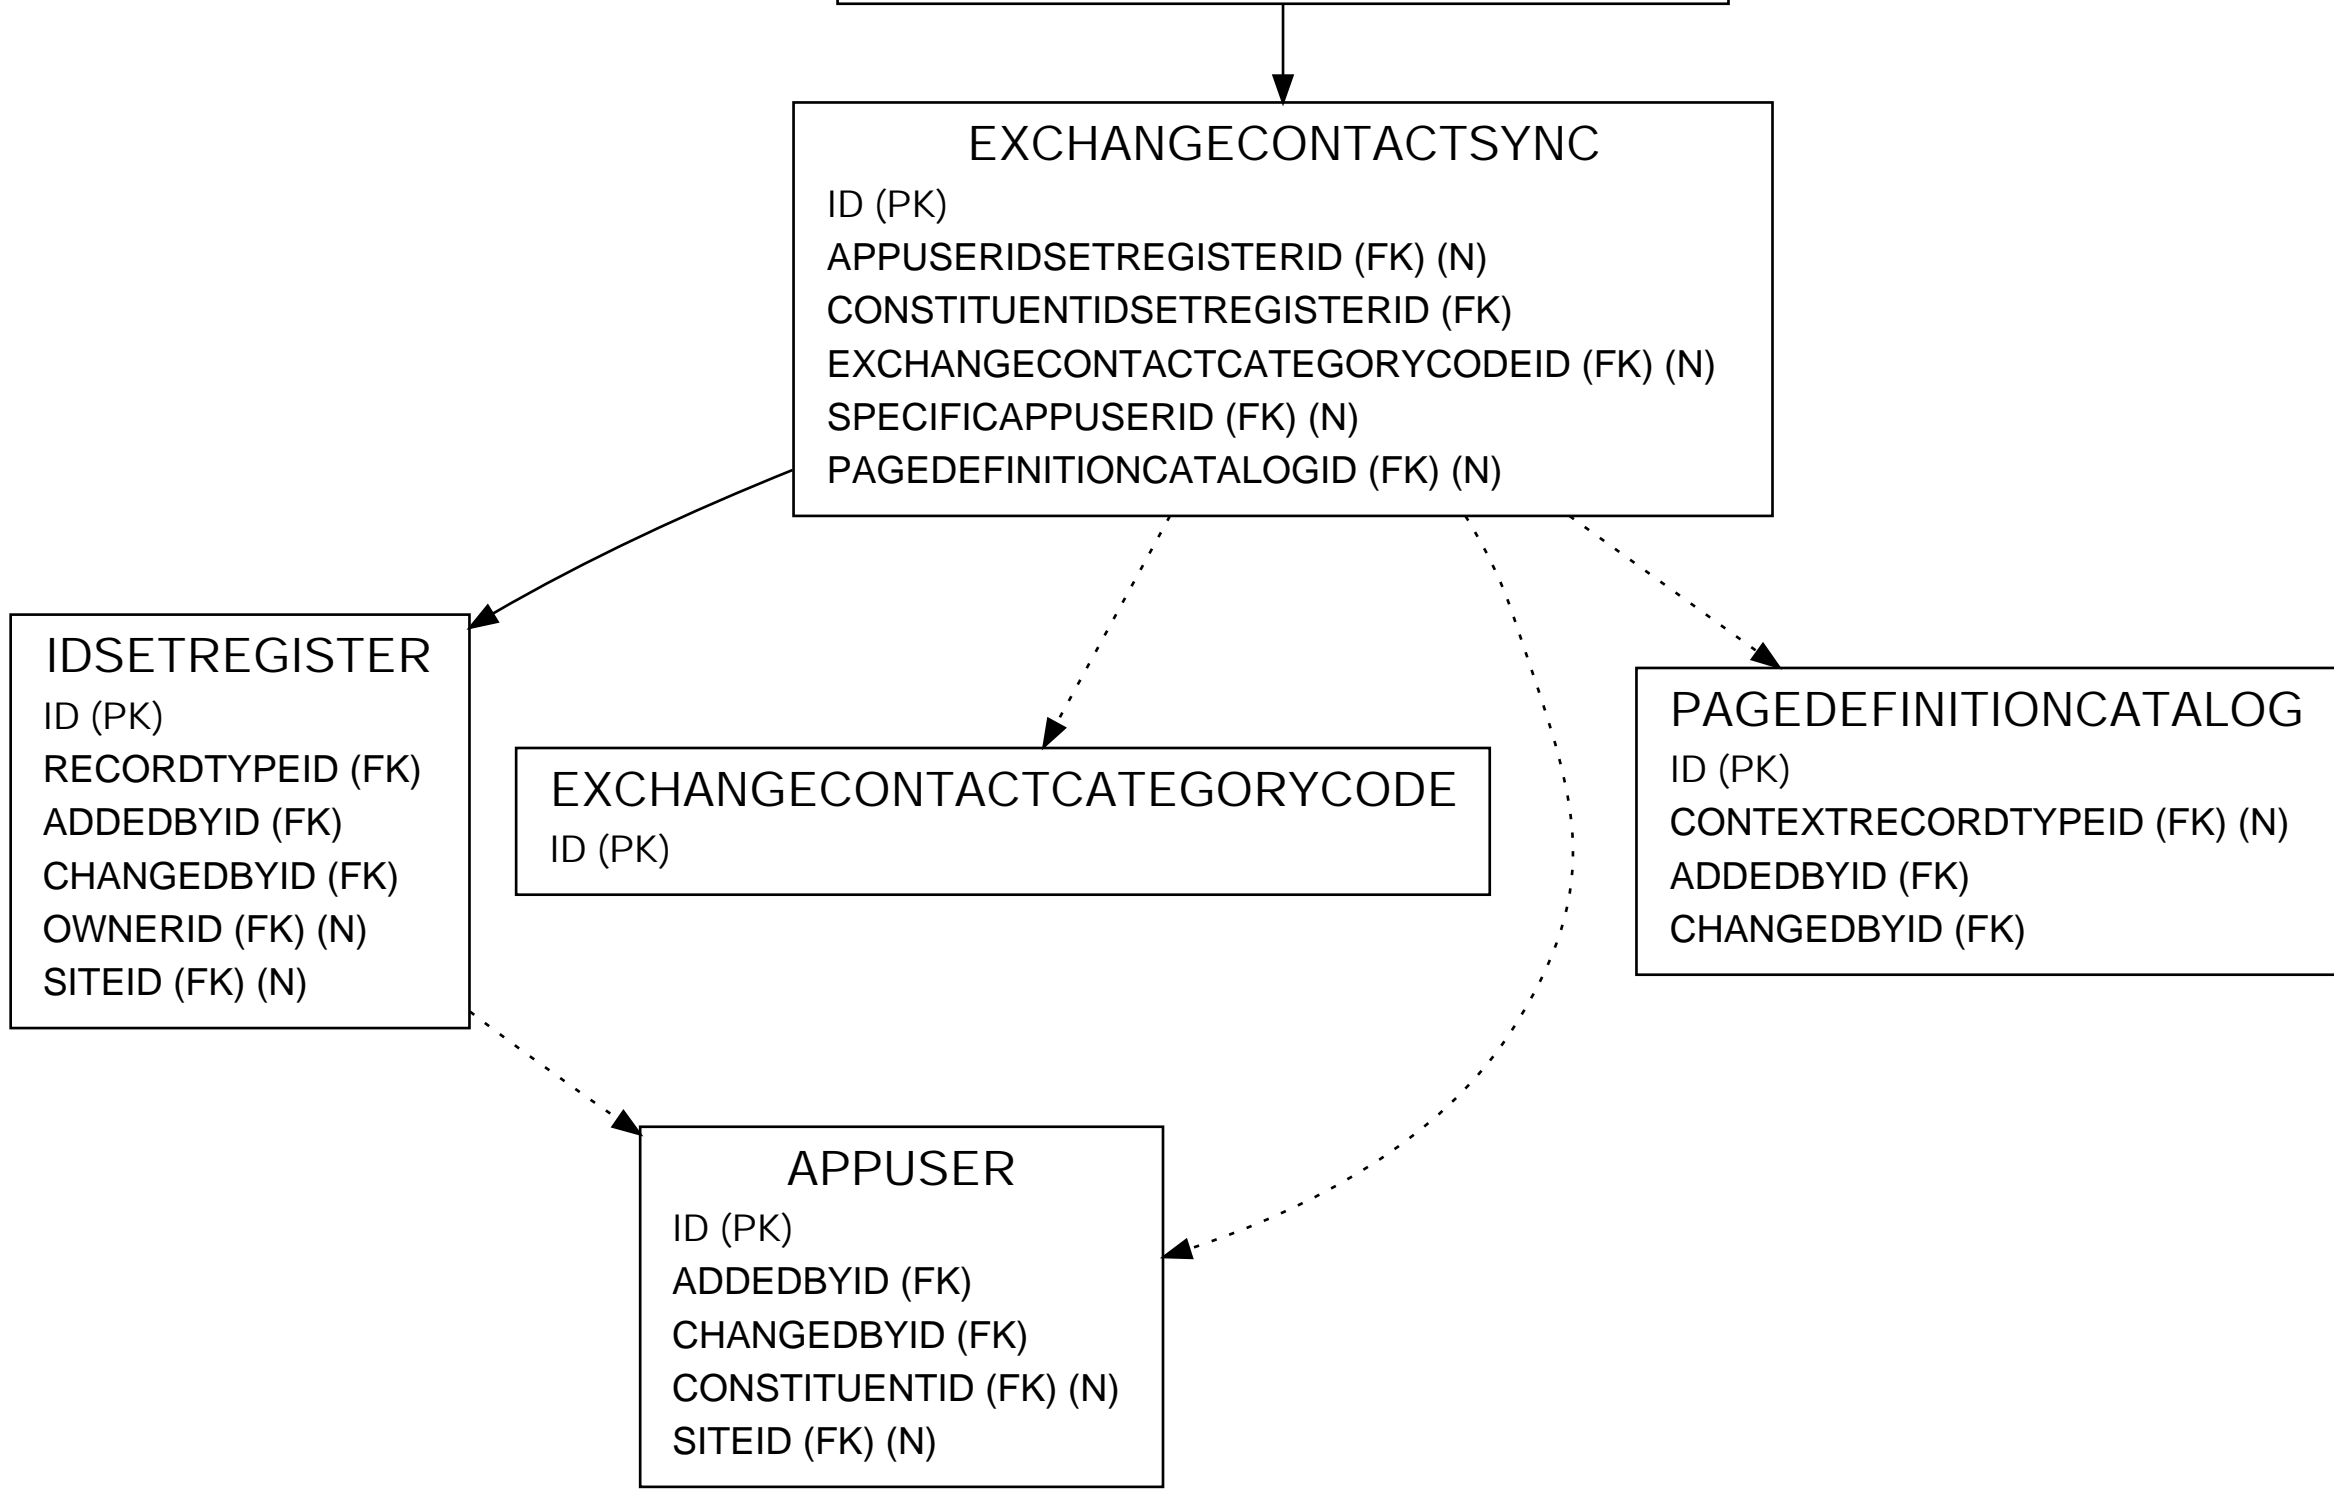 EXCHANGECONTACTSYNC
ID (PK)
APPUSERIDSETREGISTERID (FK) (N)
CONSTITUENTIDSETREGISTERID (FK)
EXCHANGECONTACTCATEGORYCODEID (FK) (N)
SPECIFICAPPUSERID (FK) (N)
PAGEDEFINITIONCATALOGID (FK) (N)
IDSETREGISTER
ID (PK)
RECORDTYPEID (FK)
ADDEDBYID (FK)
CHANGEDBYID (FK)
OWNERID (FK) (N)
SITEID (FK) (N)
EXCHANGECONTACTCATEGORYCODE
ID (PK)
PAGEDEFINITIONCATALOG
ID (PK)
CONTEXTRECORDTYPEID (FK) (N)
ADDEDBYID (FK)
CHANGEDBYID (FK)
APPUSER
ID (PK)
ADDEDBYID (FK)
CHANGEDBYID (FK)
CONSTITUENTID (FK) (N)
SITEID (FK) (N)